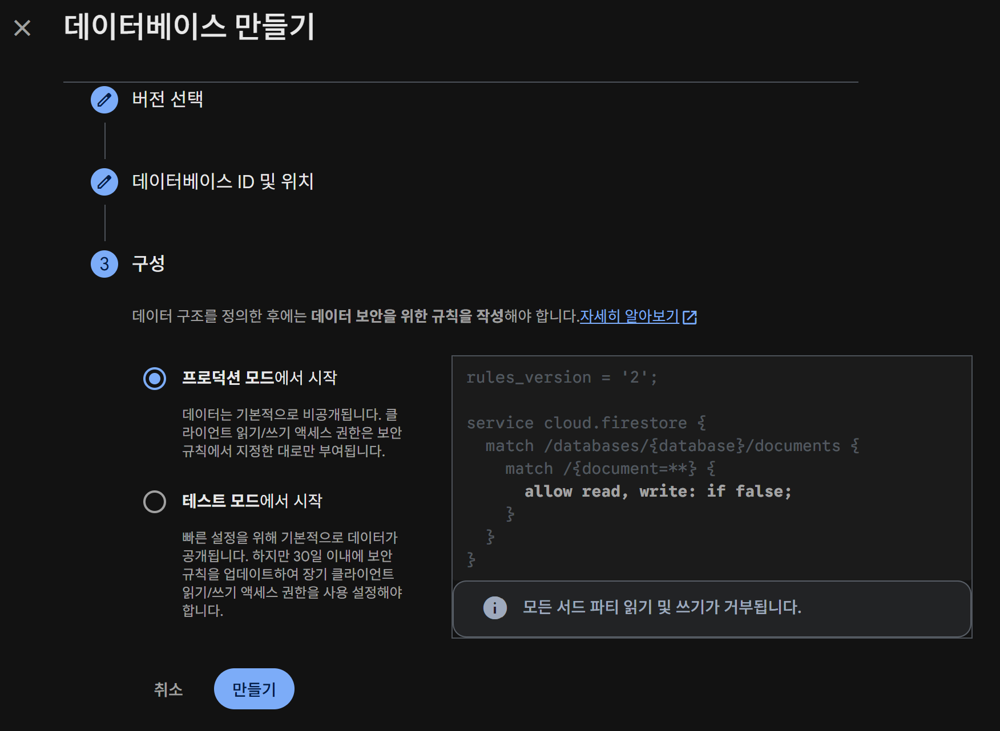 데이터베이스 만들기
버전 선택
데이터베이스 ID 및 위치
3 구성
데이터 구조를 정의한 후에는 데이터 보안을 위한 규칙을 작성해야 합니다.자세히 알아보기
프로덕션 모드에서 시작
데이터는 기본적으로 비공개됩니다. 클
라이언트 읽기/쓰기 액세스 권한은 보안
규칙에서 지정한 대로만 부여됩니다.
테스트 모드에서 시작
빠른 설정을 위해 기본적으로 데이터가
공개됩니다. 하지만 30일 이내에 보안
규칙을 업데이트하여 장기 클라이언트
읽기/쓰기 액세스 권한을 사용 설정해야
합니다.
rules_version = '2';
service cloud.firestore {
  match /databases/{database}/documents {
    match /{document=**} {
      allow read, write: if false;
    }
  }
}
모든 서드 파티 읽기 및 쓰기가 거부됩니다.
취소
만들기